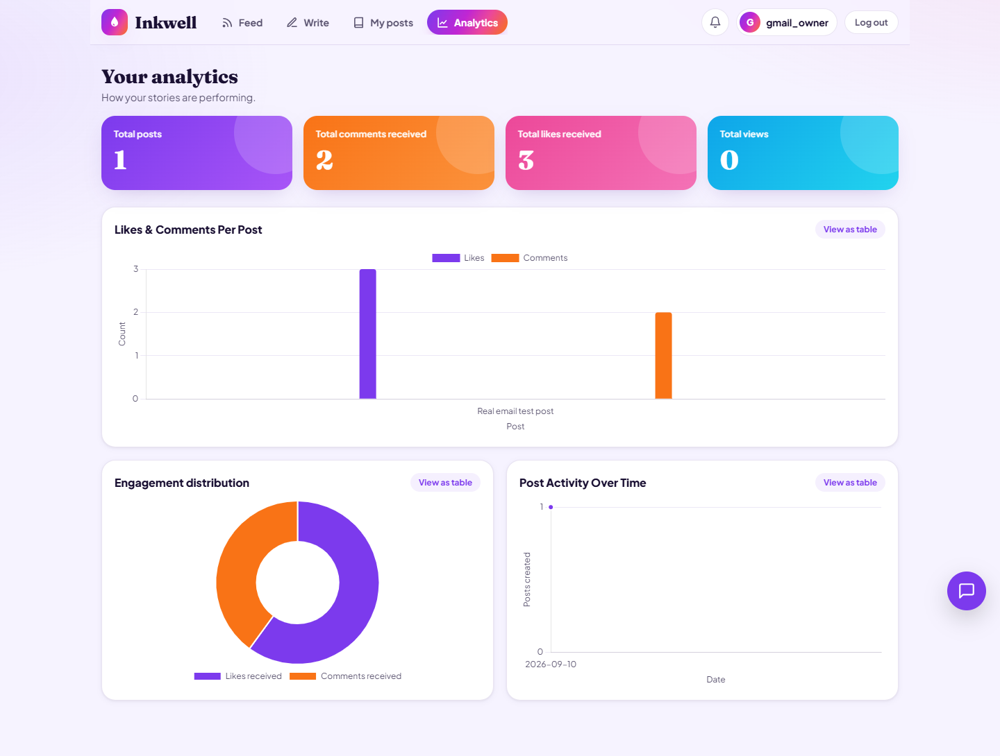 Inkwell
Feed
Write
My posts
Analytics
G
gmail_owner
Log out
Your analytics
How your stories are performing.
Total posts
1
Total comments received
2
Total likes received
3
Total views
0
Likes & Comments Per Post
View as table
Likes
Comments
3
2
1
0
Count
Real email test post
Post
Engagement distribution
View as table
Likes received
Comments received
Post Activity Over Time
View as table
1
0
Posts created
2026-09-10
Date